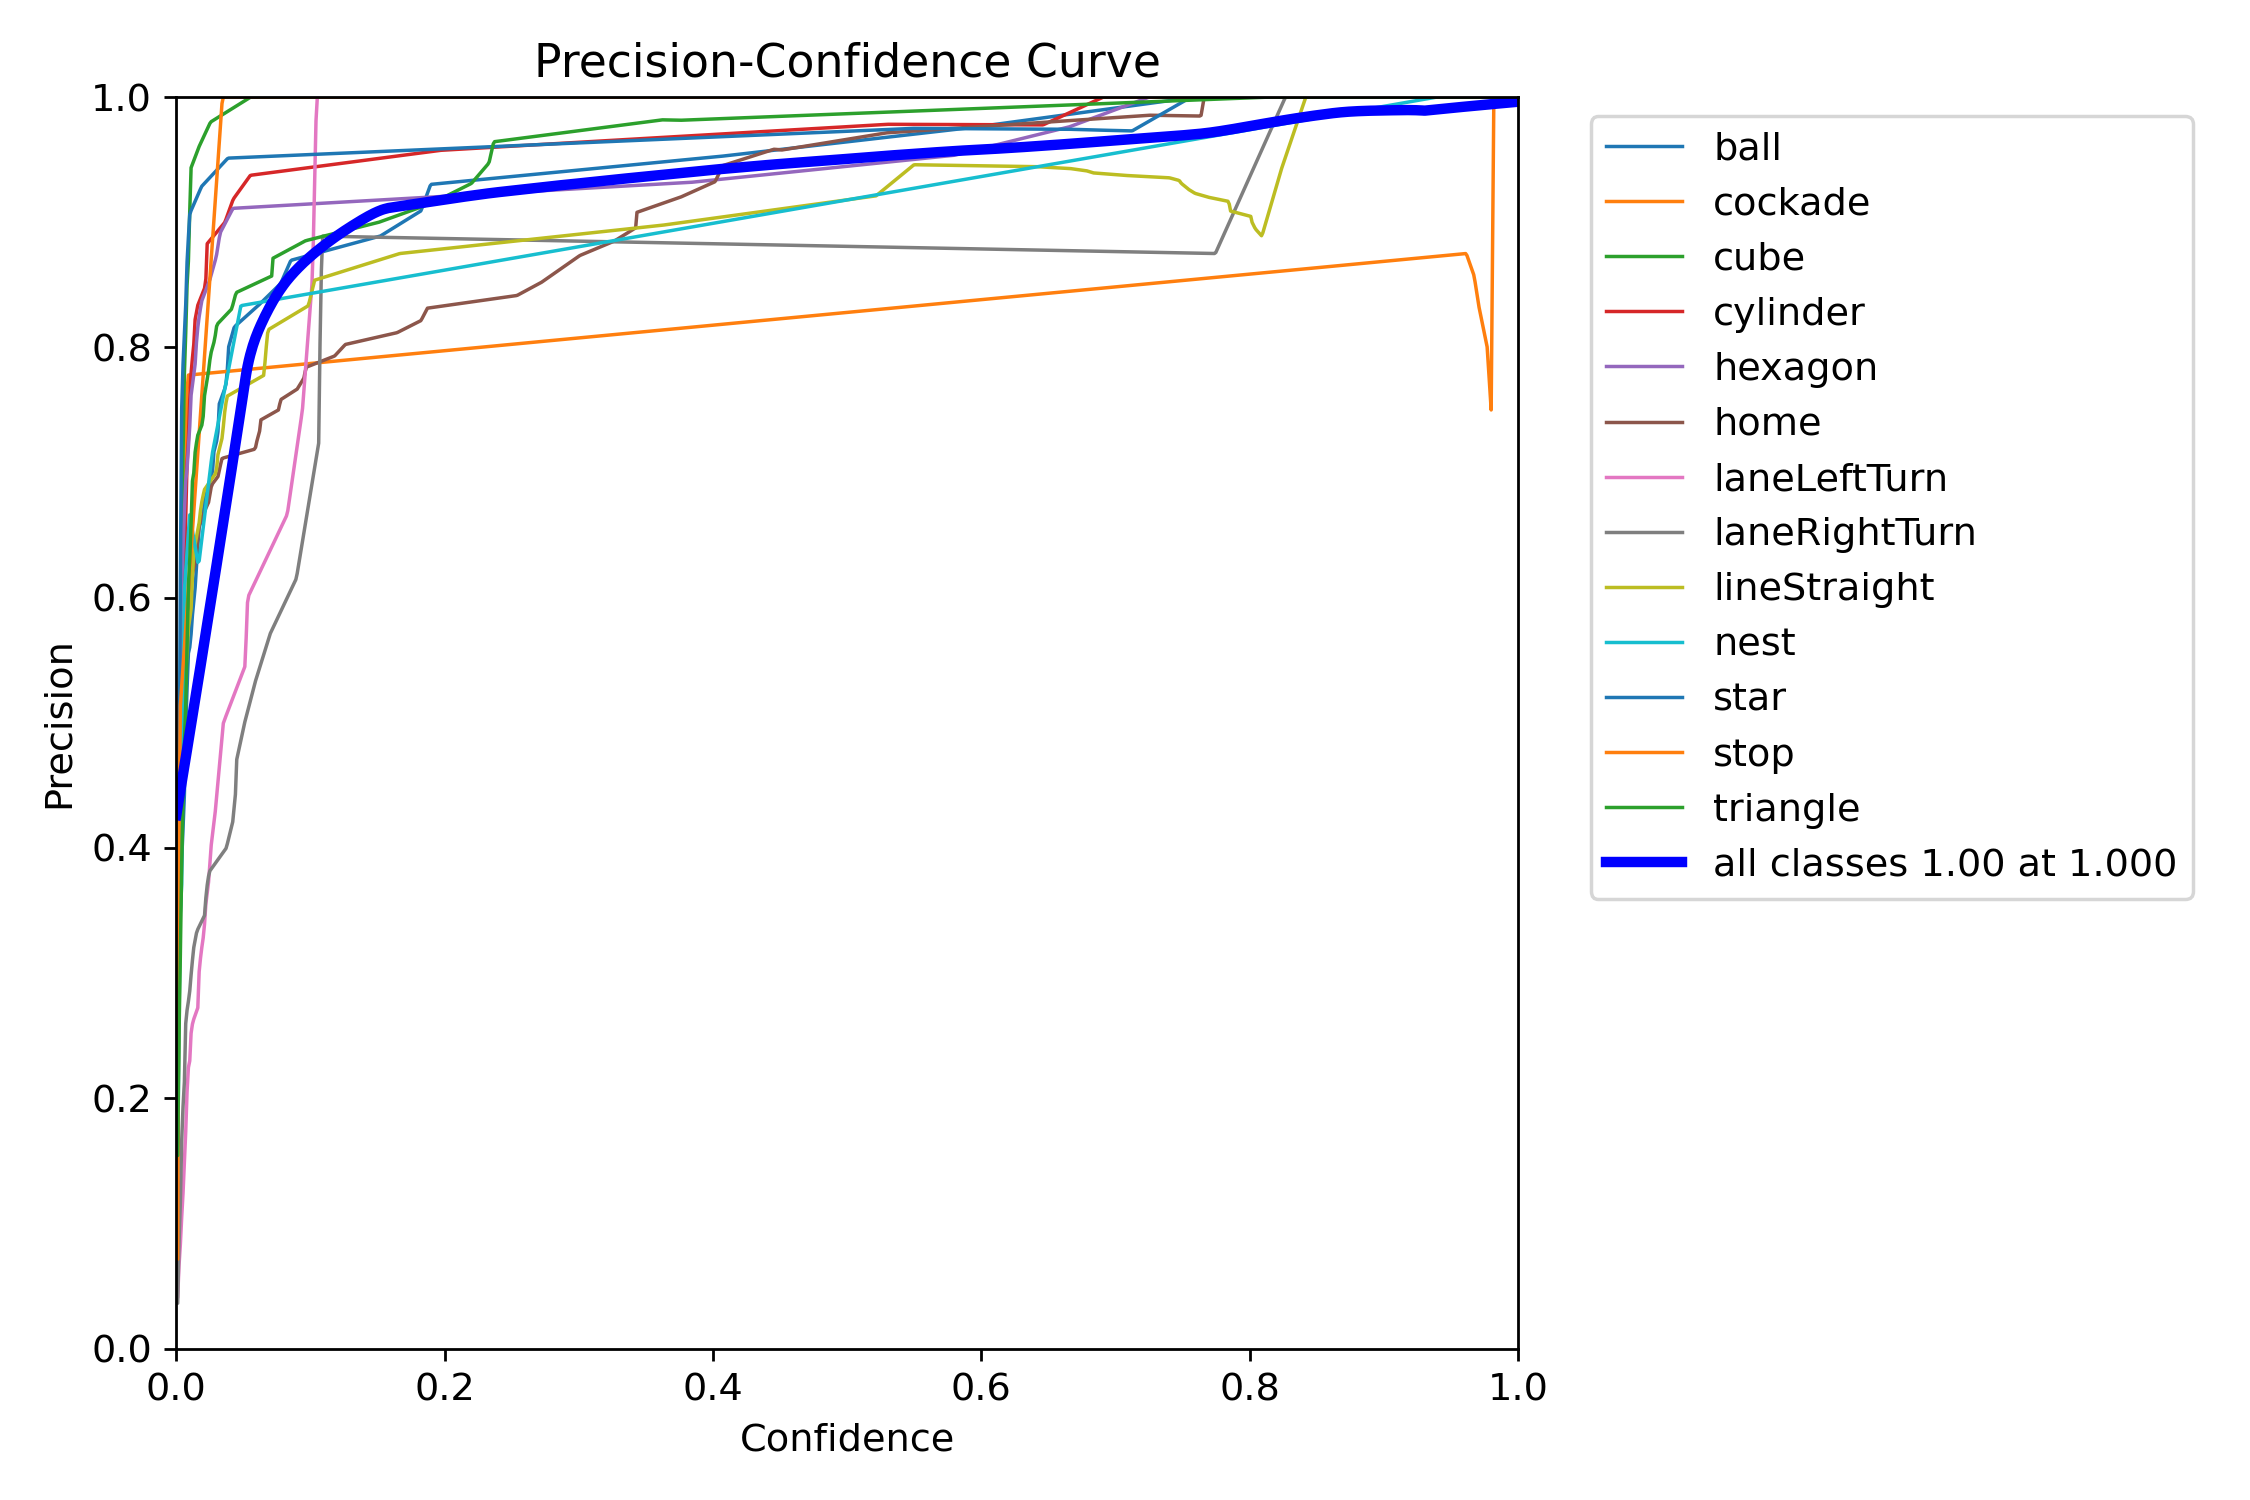 Precision-Confidence Curve
1.0
0.8
0.6
0.4
0.2
0.0
Precision
0.0 0.2 0.4 0.6 0.8 1.0
Confidence
ball
cockade
cube
cylinder
hexagon
home
laneLeftTurn
laneRightTurn
lineStraight
nest
star
stop
triangle
all classes 1.00 at 1.000